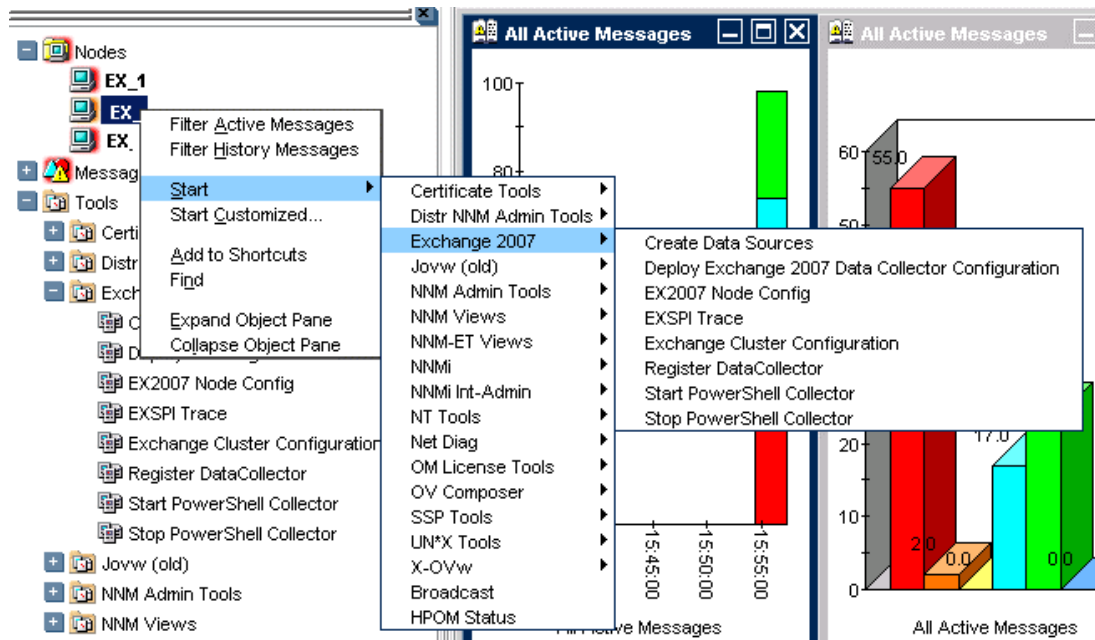 Nodes
EX_1
EX_
EX_
Messag
Tools
Certi
Distr
Exch
EX2007 Node Config
EXSPI Trace
Exchange Cluster Configuration
Register DataCollector
Start PowerShell Collector
Stop PowerShell Collector
Jovw (old)
NNM Admin Tools
NNM Views
Filter Active Messages
Filter History Messages
Start
Start Customized...
Add to Shortcuts
Find
Expand Object Pane
Collapse Object Pane
Certificate Tools
Distr NNM Admin Tools
Exchange 2007
Jovw (old)
NNM Admin Tools
NNM Views
NNM-ET Views
NNMi
NNMi Int-Admin
NT Tools
Net Diag
OM License Tools
OV Composer
SSP Tools
UN*X Tools
X-OVw
Broadcast
HPOM Status
Create Data Sources
Deploy Exchange 2007 Data Collector Configuration
EX2007 Node Config
EXSPI Trace
Exchange Cluster Configuration
Register DataCollector
Start PowerShell Collector
Stop PowerShell Collector
All Active Messages
100
80
15:45:00
15:50:00
15:55:00
All Active Messages
All Active Messages
60
55.0
50
20
17.0
10
2.0
0.0
0.0
0
All Active Messages